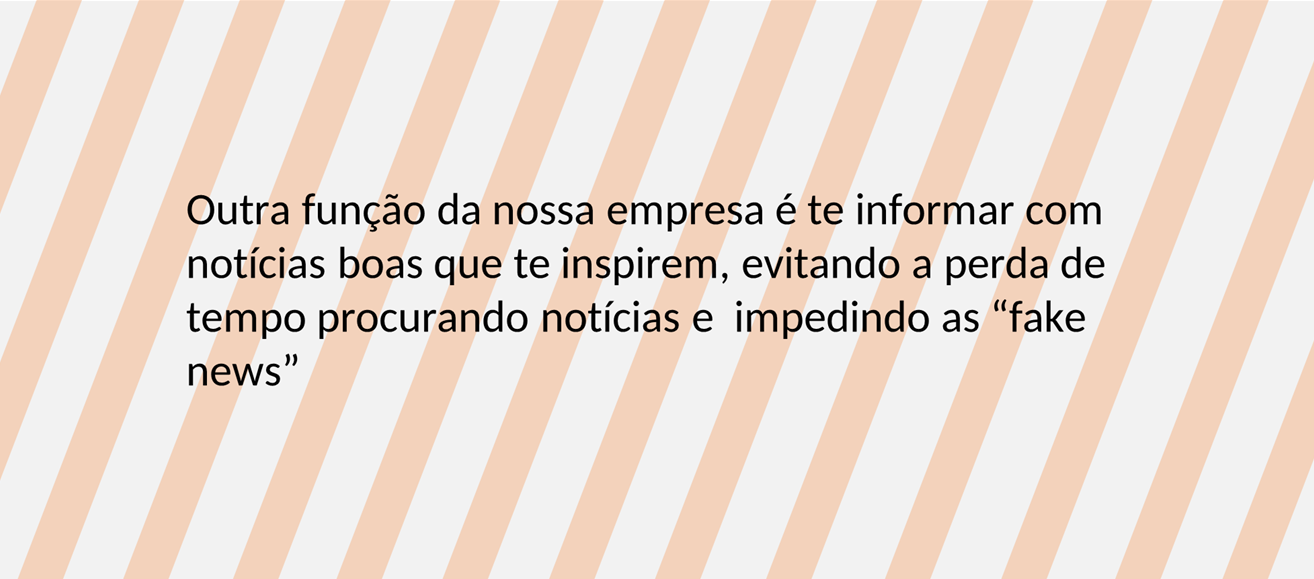 Outra função da nossa empresa é te informar com
notícias boas que te inspirem, evitando a perda de
tempo procurando notícias e  impedindo as “fake
news”